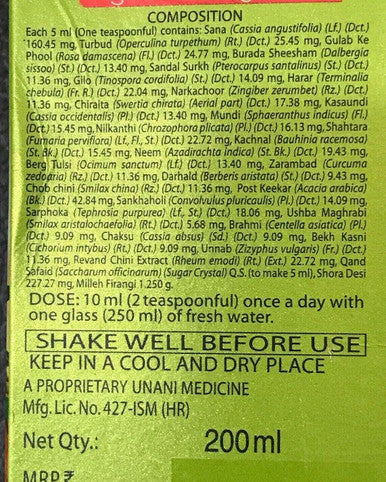 COMPOSITION
Each 5 ml (One teaspoonful) contains: Sana (Cassia angustifolia) (Lf.) (Dct.)
160.45 mg, Turbud (Operculina turpethum) (Rt.) (Dct.) 25.45 mg, Gulab Ke
Phool (Rosa damascena) (Fl.) (Dct.) 24.77 mg, Burada Sheesham (Dalbergia
sissoo) (St.) (Dct.) 13.40 mg, Sandal Surkh (Pterocarpus santalinus) (St.) (Dct.)
11.36 mg, Gilo (Tinospora cordifolia) (St.) (Dct.) 14.09 mg, Harar (Terminalia
chebula) (Fr. R.) (Dct.) 22.04 mg, Narkachoor (Zingiber zerumbet) (Rz.) (Dct.)
11.36 mg, Chiraita (Swertia chirata) (Aerial part) (Dct.) 17.38 mg, Kasaundi
(Cassia occidentalis) (Pl.) (Dct.) 13.40 mg, Mundi (Sphaeranthus indicus) (Fl.)
(Dct.) 15.45 mg, Nilkanthi (Chrozophora plicata) (Pl.) (Dct.) 16.13 mg, Shahtara
(Fumaria perviflora) (Lf., Fl., St.) (Dct.) 22.72 mg, Kachnal (Bauhinia racemosa)
(St. Bk.) (Dct.) 15.45 mg, Neem (Azadirachta indica) (St. Bk.) (Dct.) 19.43 mg,
Berg Tulsi (Ocimum sanctum) (Lf.) (Dct.) 13.40 mg, Zarambad (Curcuma
zedoaria) (Rz.) (Dct.) 11.36 mg, Darhald (Berberis aristata) (St.) (Dct.) 9.43 mg,
Chob chini (Smilax china) (Rz.) (Dct.) 11.36 mg, Post Keekar (Acacia arabica)
(Bk.) (Dct.) 42.84 mg, Sankhaholi (Convolvulus pluricaulis) (Pl.) (Dct.) 14.09 mg,
Sarphoka (Tephrosia purpurea) (Lf., St.) (Dct.) 18.06 mg, Ushba Maghrabi
(Smilax aristalochaefolia) (Rt.) (Dct.) 5.68 mg, Brahmi (Centella asiatica) (Pl.)
(Dct.) 9.09 mg, Chaksu (Cassia absus) (Sd.) (Dct.) 9.09 mg, Bekh Kasni
(Cichorium intybus) (Rt.) (Dct.) 9.09 mg, Unnab (Zizyphus vulgaris) (Fr.) (Dct.)
11.36 mg, Revand Chini Extract (Rheum emodi) (Rt.) (Ext.) 22.72 mg, Qand
Safaid (Saccharum officinarum) (Sugar Crystal) Q.S. (to make 5 ml), Shora Desi
227.27 mg, Milleh Firangi 1.250 g.
DOSE: 10 ml (2 teaspoonful) once a day with
one glass (250 ml) of fresh water.
SHAKE WELL BEFORE USE
KEEP IN A COOL AND DRY PLACE
A PROPRIETARY UNANI MEDICINE
Mfg. Lic. No. 427-ISM (HR)
Net Qty.: 200ml
MRP ₹